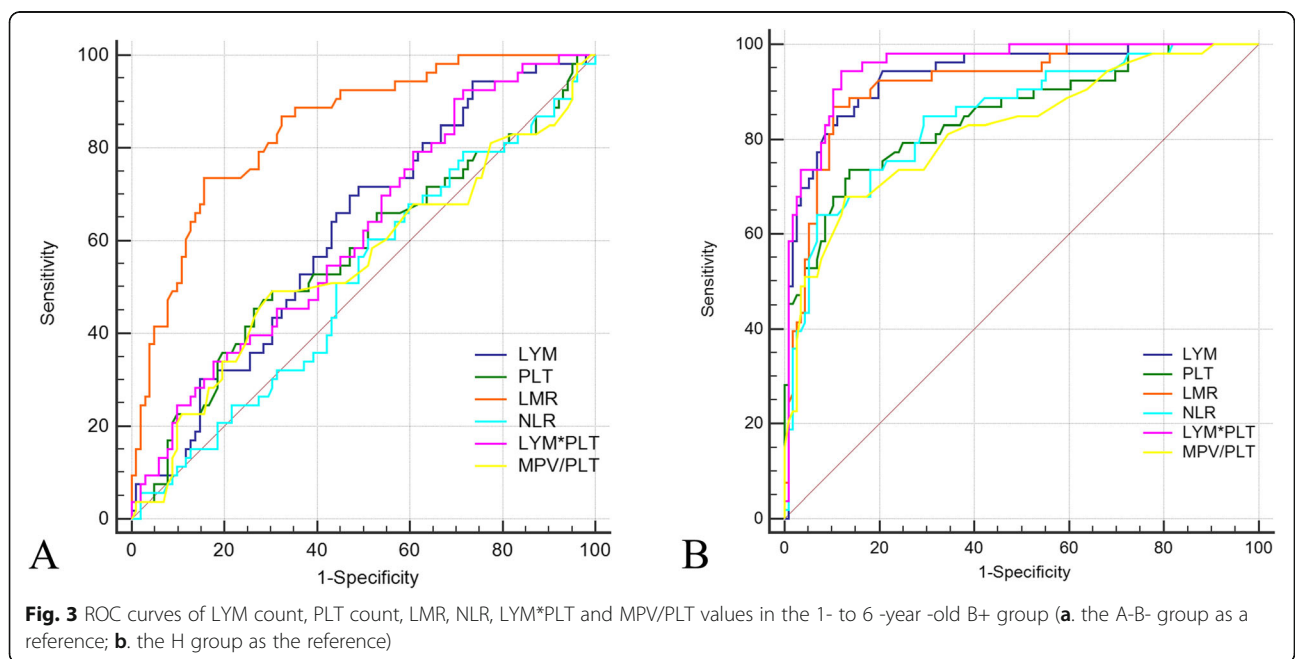 100
80
60
40
20
0
Sensitivity
0 20 40 60 80 100
1-Specificity
LYM
PLT
LMR
NLR
LYM*PLT
MPV/PLT
A
100
80
60
40
20
0
Sensitivity
0 20 40 60 80 100
1-Specificity
LYM
PLT
LMR
NLR
LYM*PLT
MPV/PLT
B
Fig. 3 ROC curves of LYM count, PLT count, LMR, NLR, LYM*PLT and MPV/PLT values in the 1- to 6 -year -old B+ group (a. the A-B- group as a
reference; b. the H group as the reference)